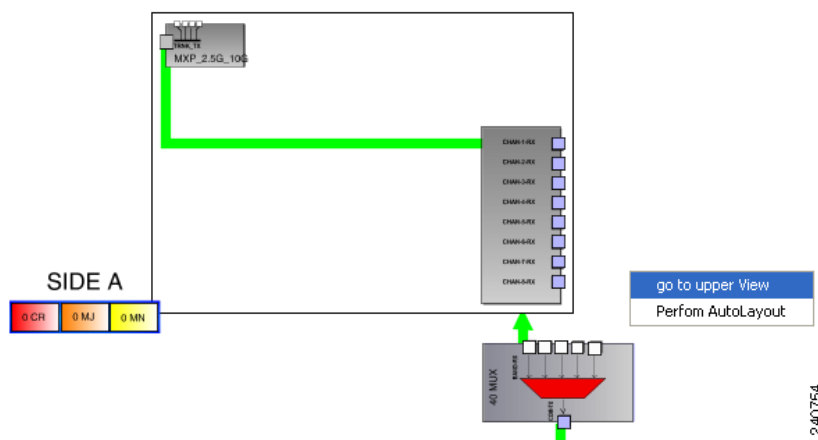 TRNK_TX
MXP_2.5G_10G
CHAN-1-RX
CHAN-2-RX
CHAN-3-RX
CHAN-4-RX
CHAN-5-RX
CHAN-6-RX
CHAN-7-RX
CHAN-8-RX
SIDE A
0 CR
0 MJ
0 MN
go to upper View
Perfom AutoLayout
40 MUX
COM-TX
240754